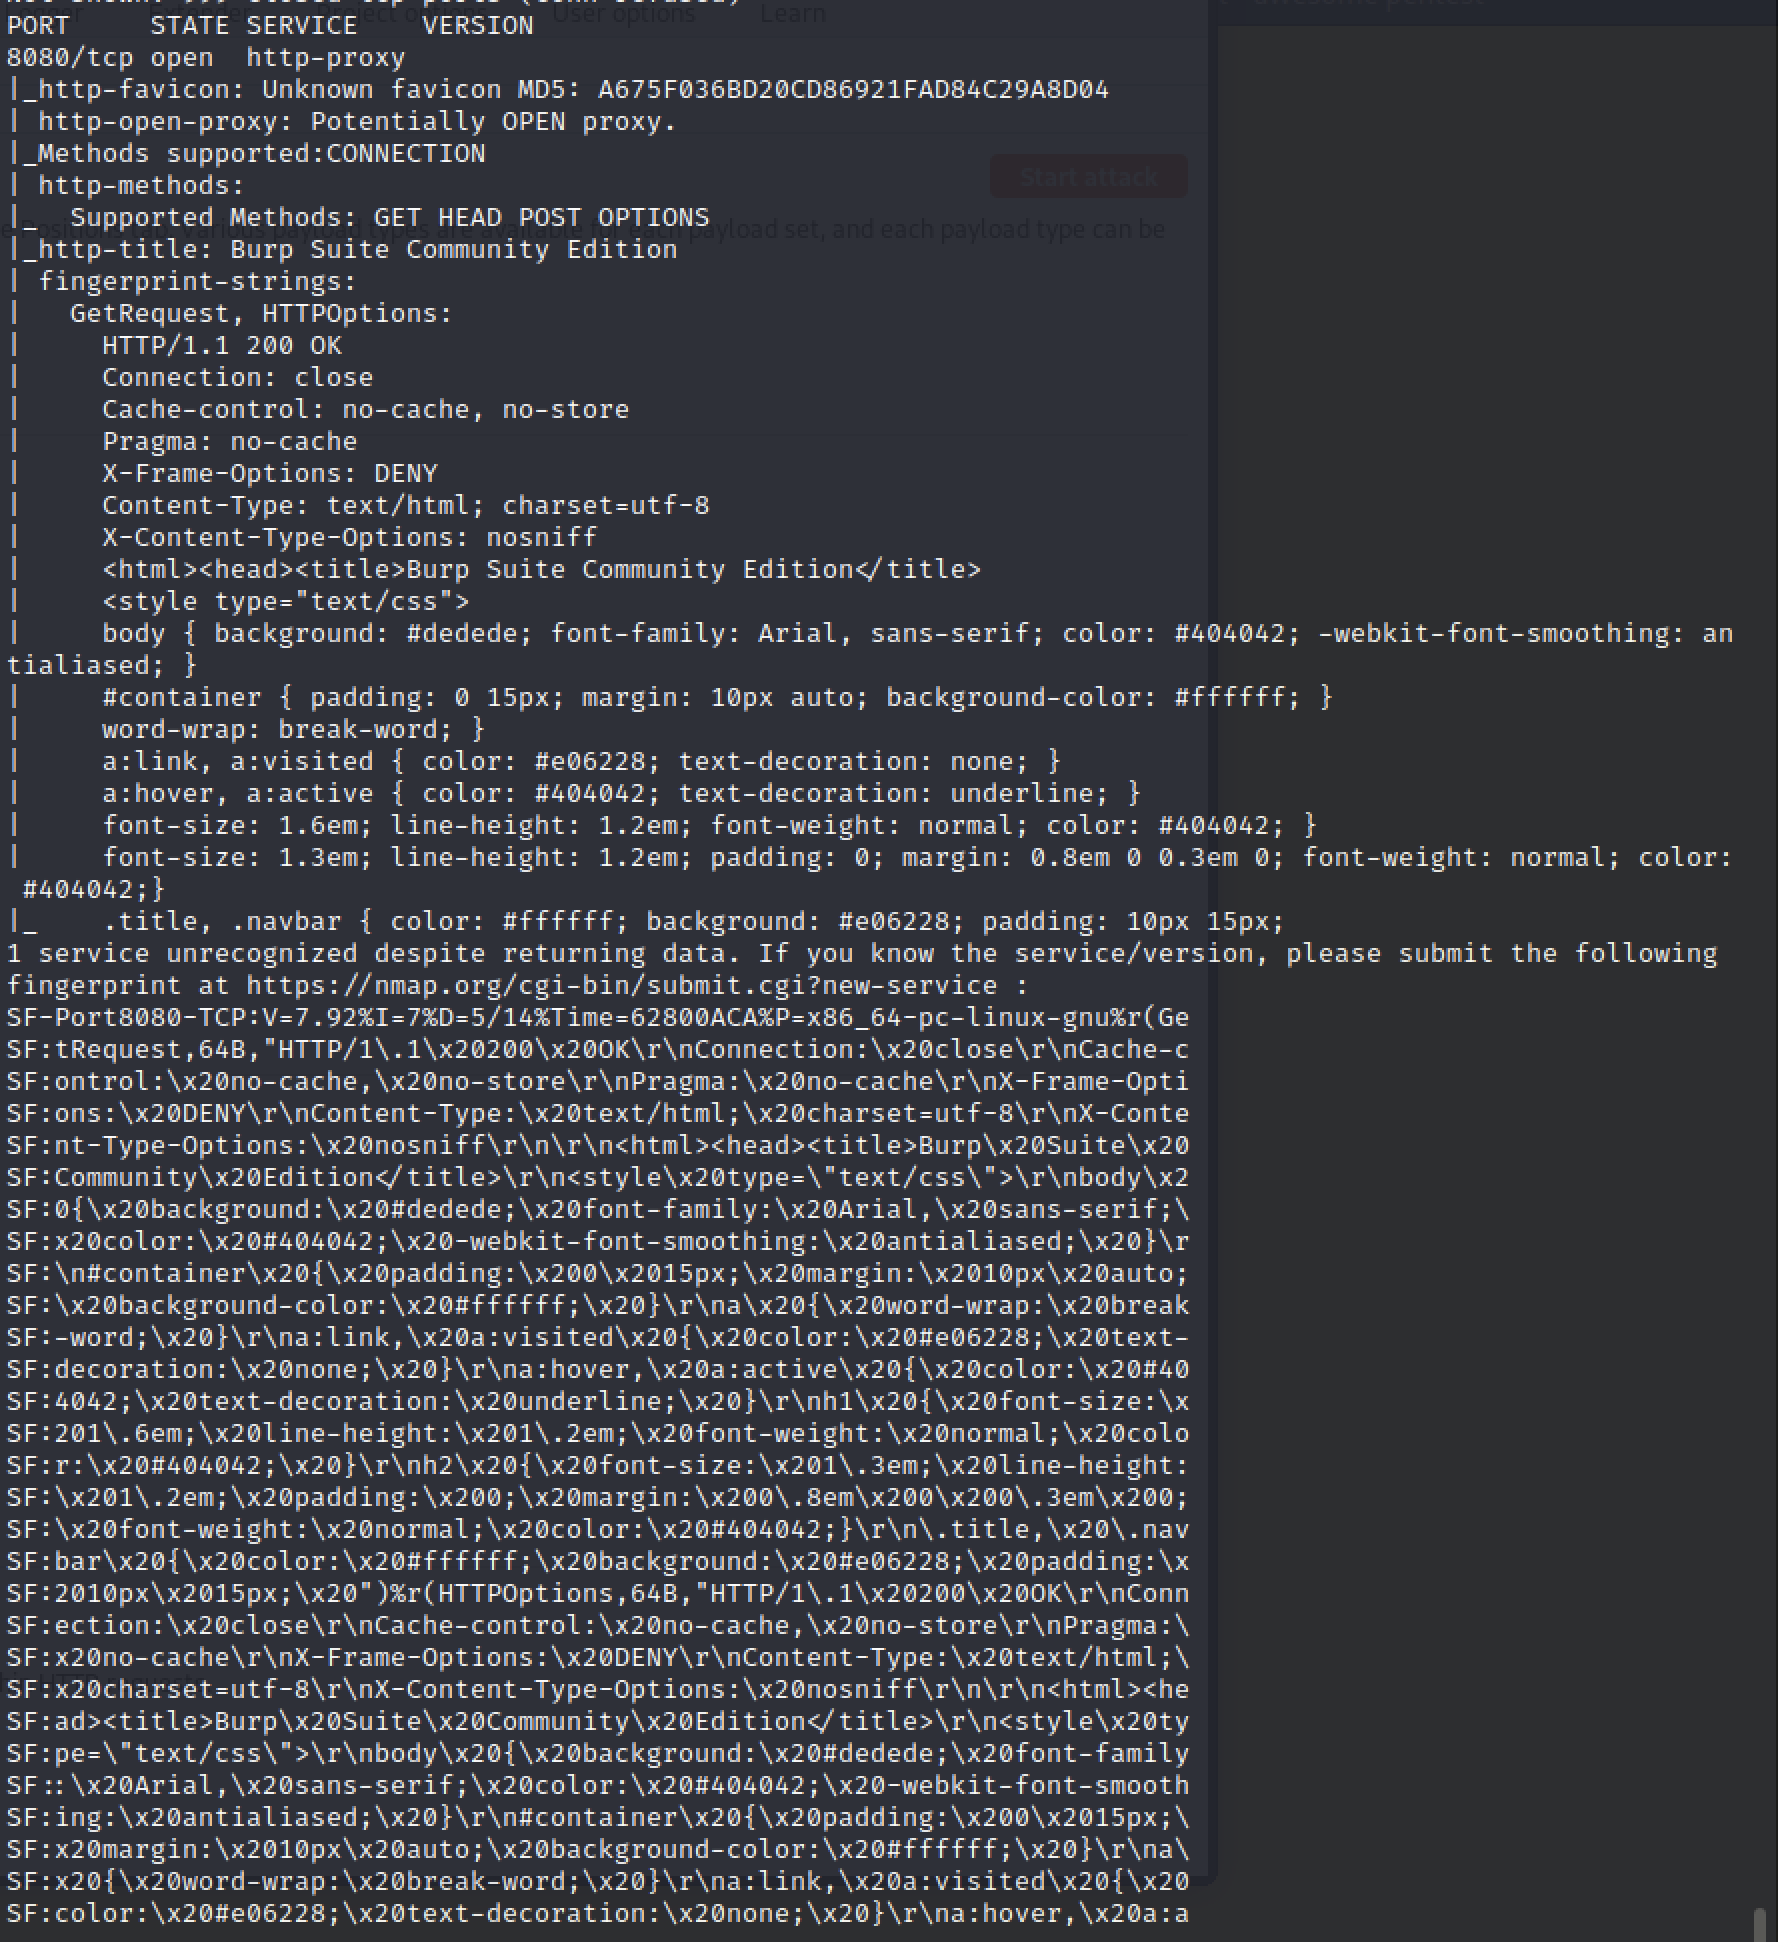 Extender Project options User options Learn
PORT     STATE SERVICE    VERSION
8080/tcp open  http-proxy
|_http-favicon: Unknown favicon MD5: A675F036BD20CD86921FAD84C29A8D04
| http-open-proxy: Potentially OPEN proxy.
|_Methods supported:CONNECTION
Start attack
| http-methods:
|_  Supported Methods: GET HEAD POST OPTIONS
payload types are available for each payload set, and each payload type can be
|_http-title: Burp Suite Community Edition
| fingerprint-strings:
|   GetRequest, HTTPOptions:
|     HTTP/1.1 200 OK
|     Connection: close
|     Cache-control: no-cache, no-store
|     Pragma: no-cache
|     X-Frame-Options: DENY
|     Content-Type: text/html; charset=utf-8
|     X-Content-Type-Options: nosniff
|     <html><head><title>Burp Suite Community Edition</title>
|     <style type="text/css">
|     body { background: #dedede; font-family: Arial, sans-serif; color: #404042; -webkit-font-smoothing: an
tialiased; }
|     #container { padding: 0 15px; margin: 10px auto; background-color: #ffffff; }
|     word-wrap: break-word; }
|     a:link, a:visited { color: #e06228; text-decoration: none; }
|     a:hover, a:active { color: #404042; text-decoration: underline; }
|     font-size: 1.6em; line-height: 1.2em; font-weight: normal; color: #404042; }
|     font-size: 1.3em; line-height: 1.2em; padding: 0; margin: 0.8em 0 0.3em 0; font-weight: normal; color:
 #404042;}
|_    .title, .navbar { color: #ffffff; background: #e06228; padding: 10px 15px;
1 service unrecognized despite returning data. If you know the service/version, please submit the following
fingerprint at https://nmap.org/cgi-bin/submit.cgi?new-service :
SF-Port8080-TCP:V=7.92%I=7%D=5/14%Time=62800ACA%P=x86_64-pc-linux-gnu%r(Ge
SF:tRequest,64B,"HTTP/1\.1\x20200\x20OK\r\nConnection:\x20close\r\nCache-c
SF:ontrol:\x20no-cache,\x20no-store\r\nPragma:\x20no-cache\r\nX-Frame-Opti
SF:ons:\x20DENY\r\nContent-Type:\x20text/html;\x20charset=utf-8\r\nX-Conte
SF:nt-Type-Options:\x20nosniff\r\n\r\n<html><head><title>Burp\x20Suite\x20
SF:Community\x20Edition</title>\r\n<style\x20type=\"text/css\">\r\nbody\x2
SF:0{\x20background:\x20#dedede;\x20font-family:\x20Arial,\x20sans-serif;\
SF:x20color:\x20#404042;\x20-webkit-font-smoothing:\x20antialiased;\x20}\r
SF:\n#container\x20{\x20padding:\x200\x2015px;\x20margin:\x2010px\x20auto;
SF:\x20background-color:\x20#ffffff;\x20}\r\na\x20{\x20word-wrap:\x20break
SF:-word;\x20}\r\na:link,\x20a:visited\x20{\x20color:\x20#e06228;\x20text-
SF:decoration:\x20none;\x20}\r\na:hover,\x20a:active\x20{\x20color:\x20#40
SF:4042;\x20text-decoration:\x20underline;\x20}\r\nh1\x20{\x20font-size:\x
SF:201\.6em;\x20line-height:\x201\.2em;\x20font-weight:\x20normal;\x20colo
SF:r:\x20#404042;\x20}\r\nh2\x20{\x20font-size:\x201\.3em;\x20line-height:
SF:\x201\.2em;\x20padding:\x200;\x20margin:\x200\.8em\x200\x200\.3em\x200;
SF:\x20font-weight:\x20normal;\x20color:\x20#404042;}\r\n\.title,\x20\.nav
SF:bar\x20{\x20color:\x20#ffffff;\x20background:\x20#e06228;\x20padding:\x
SF:2010px\x2015px;\x20")%r(HTTPOptions,64B,"HTTP/1\.1\x20200\x20OK\r\nConn
SF:ection:\x20close\r\nCache-control:\x20no-cache,\x20no-store\r\nPragma:\
SF:x20no-cache\r\nX-Frame-Options:\x20DENY\r\nContent-Type:\x20text/html;\
SF:x20charset=utf-8\r\nX-Content-Type-Options:\x20nosniff\r\n\r\n<html><he
SF:ad><title>Burp\x20Suite\x20Community\x20Edition</title>\r\n<style\x20ty
SF:pe=\"text/css\">\r\nbody\x20{\x20background:\x20#dedede;\x20font-family
SF::\x20Arial,\x20sans-serif;\x20color:\x20#404042;\x20-webkit-font-smooth
SF:ing:\x20antialiased;\x20}\r\n#container\x20{\x20padding:\x200\x2015px;\
SF:x20margin:\x2010px\x20auto;\x20background-color:\x20#ffffff;\x20}\r\na\
SF:x20{\x20word-wrap:\x20break-word;\x20}\r\na:link,\x20a:visited\x20{\x20
SF:color:\x20#e06228;\x20text-decoration:\x20none;\x20}\r\na:hover,\x20a:a